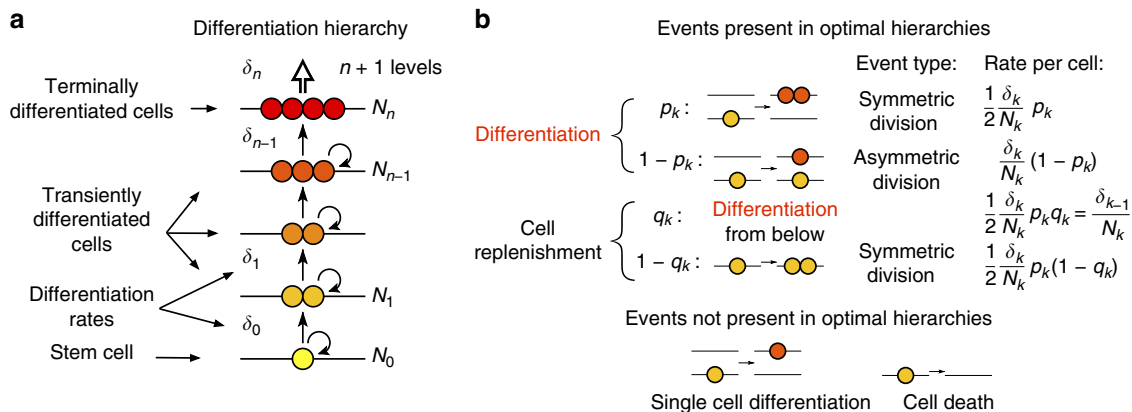 a
Differentiation hierarchy
δn
n + 1 levels
Terminally
differentiated cells
Nn
δn–1
Nn–1
Transiently
differentiated
cells
δ1
N1
Differentiation
rates
δ0
Stem cell
N0
b
Events present in optimal hierarchies
Event type: Rate per cell:
Differentiation
pk :
Symmetric
division
1/2 δk/Nk pk
1 – pk :
Asymmetric
division
δk/Nk (1 – pk)
Cell
replenishment
qk :
Differentiation
from below
1/2 δk/Nk pkqk = δk–1/Nk
1 – qk :
Symmetric
division
1/2 δk/Nk pk(1 – qk)
Events not present in optimal hierarchies
Single cell differentiation
Cell death